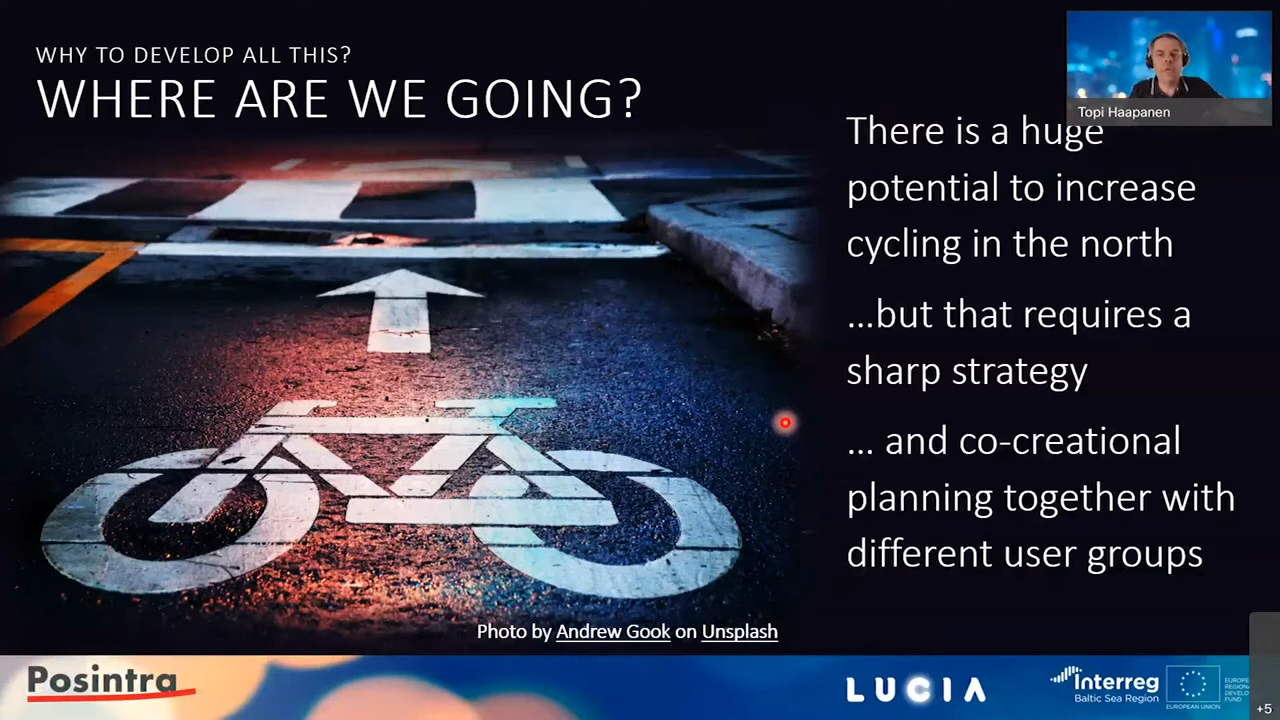 WHY TO DEVELOP ALL THIS?
WHERE ARE WE GOING?
Topi Haapanen
There is a huge
potential to increase
cycling in the north
...but that requires a
sharp strategy
... and co-creational
planning together with
different user groups
Photo by Andrew Gook on Unsplash
Posintra
LUCIA
Interreg
Baltic Sea Region
EUROPEAN UNION
+5